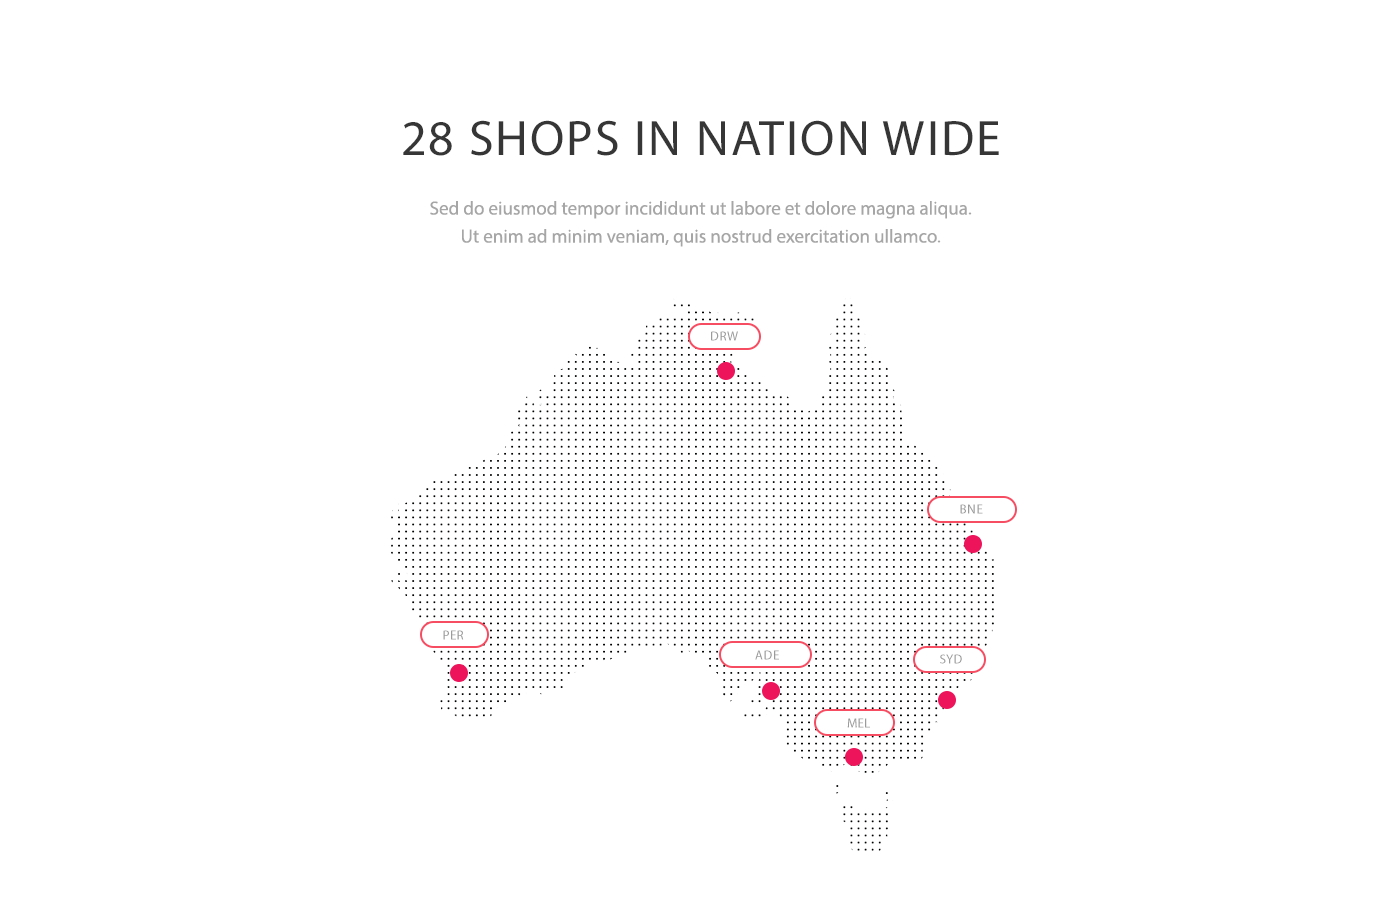 28 SHOPS IN NATION WIDE
Sed do eiusmod tempor incididunt ut labore et dolore magna aliqua.
Ut enim ad minim veniam, quis nostrud exercitation ullamco.
DRW
BNE
PER
ADE
SYD
MEL